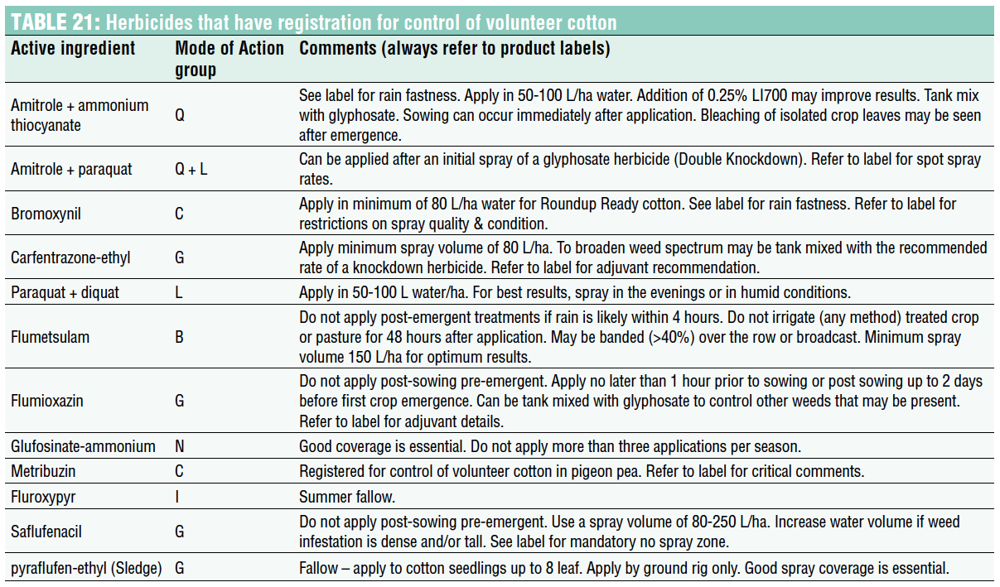 TABLE 21: Herbicides that have registration for control of volunteer cotton
Active ingredient
Mode of Action
group
Comments (always refer to product labels)
Amitrole + ammonium
thiocyanate
Q
See label for rain fastness. Apply in 50-100 L/ha water. Addition of 0.25% LI700 may improve results. Tank mix
with glyphosate. Sowing can occur immediately after application. Bleaching of isolated crop leaves may be seen
after emergence.
Amitrole + paraquat
Q + L
Can be applied after an initial spray of a glyphosate herbicide (Double Knockdown). Refer to label for spot spray
rates.
Bromoxynil
C
Apply in minimum of 80 L/ha water for Roundup Ready cotton. See label for rain fastness. Refer to label for
restrictions on spray quality & condition.
Carfentrazone-ethyl
G
Apply minimum spray volume of 80 L/ha. To broaden weed spectrum may be tank mixed with the recommended
rate of a knockdown herbicide. Refer to label for adjuvant recommendation.
Paraquat + diquat
L
Apply in 50-100 L water/ha. For best results, spray in the evenings or in humid conditions.
Flumetsulam
B
Do not apply post-emergent treatments if rain is likely within 4 hours. Do not irrigate (any method) treated crop
or pasture for 48 hours after application. May be banded (>40%) over the row or broadcast. Minimum spray
volume 150 L/ha for optimum results.
Flumioxazin
G
Do not apply post-sowing pre-emergent. Apply no later than 1 hour prior to sowing or post sowing up to 2 days
before first crop emergence. Can be tank mixed with glyphosate to control other weeds that may be present.
Refer to label for adjuvant details.
Glufosinate-ammonium
N
Good coverage is essential. Do not apply more than three applications per season.
Metribuzin
C
Registered for control of volunteer cotton in pigeon pea. Refer to label for critical comments.
Fluroxypyr
I
Summer fallow.
Saflufenacil
G
Do not apply post-sowing pre-emergent. Use a spray volume of 80-250 L/ha. Increase water volume if weed
infestation is dense and/or tall. See label for mandatory no spray zone.
pyraflufen-ethyl (Sledge)
G
Fallow – apply to cotton seedlings up to 8 leaf. Apply by ground rig only. Good spray coverage is essential.